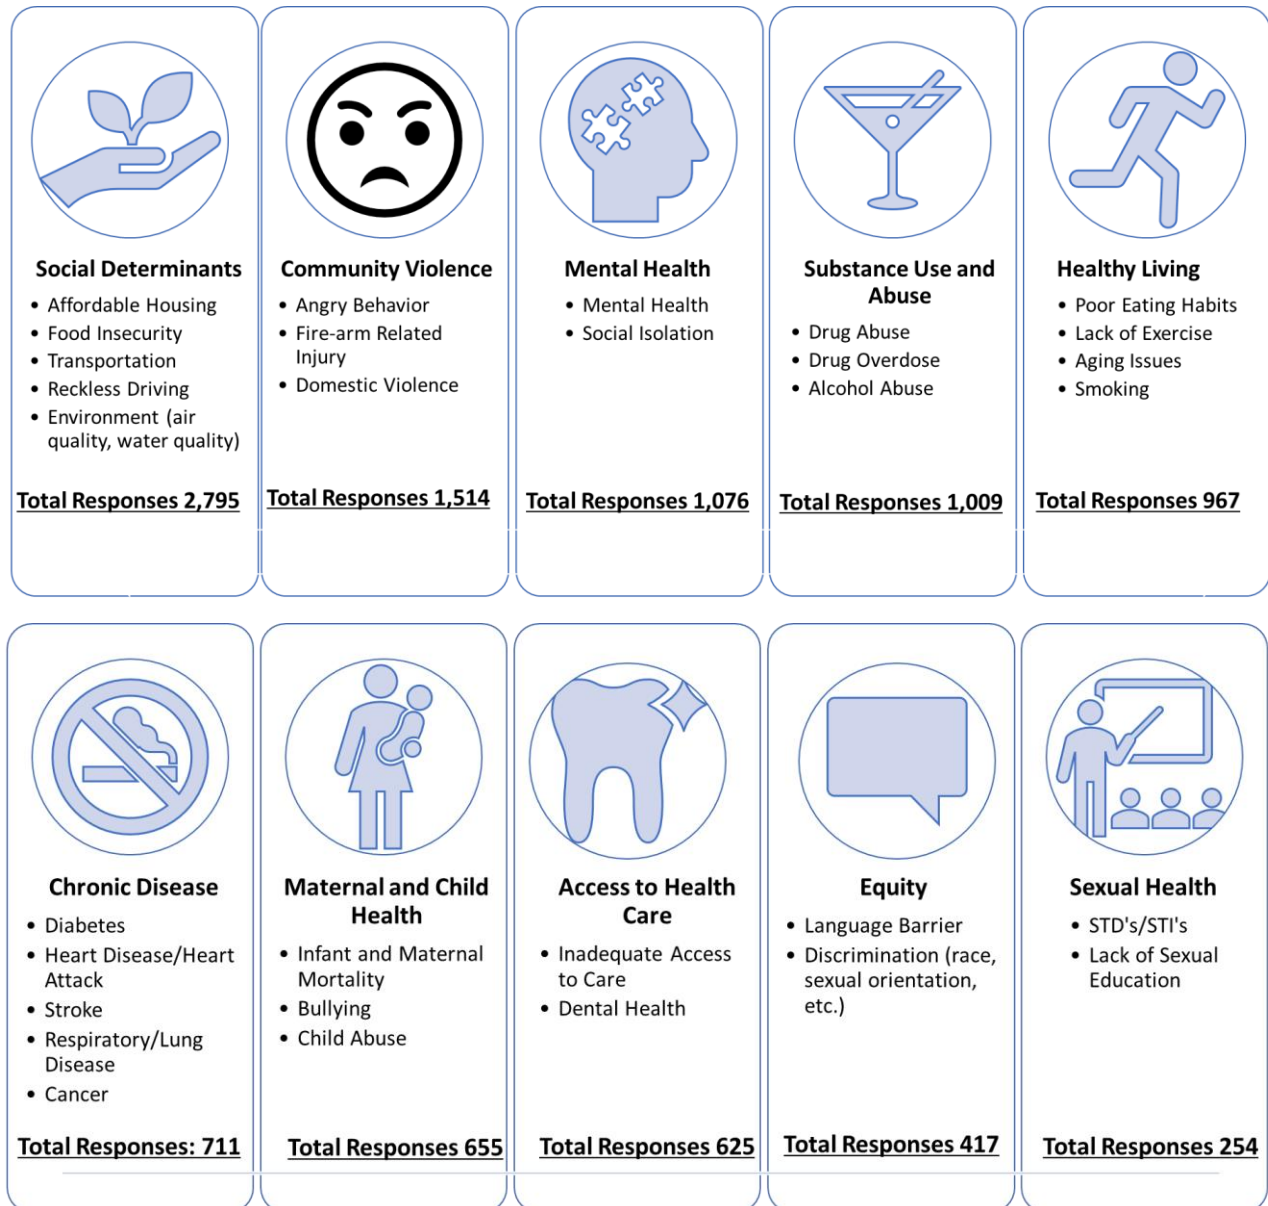 Social Determinants
• Affordable Housing
• Food Insecurity
• Transportation
• Reckless Driving
• Environment (air
quality, water quality)
Total Responses 2,795
Community Violence
• Angry Behavior
• Fire-arm Related
Injury
• Domestic Violence
Total Responses 1,514
Mental Health
• Mental Health
• Social Isolation
Total Responses 1,076
Substance Use and
Abuse
• Drug Abuse
• Drug Overdose
• Alcohol Abuse
Total Responses 1,009
Healthy Living
• Poor Eating Habits
• Lack of Exercise
• Aging Issues
• Smoking
Total Responses 967
Chronic Disease
• Diabetes
• Heart Disease/Heart
Attack
• Stroke
• Respiratory/Lung
Disease
• Cancer
Total Responses: 711
Maternal and Child
Health
• Infant and Maternal
Mortality
• Bullying
• Child Abuse
Total Responses 655
Access to Health
Care
• Inadequate Access
to Care
• Dental Health
Total Responses 625
Equity
• Language Barrier
• Discrimination (race,
sexual orientation,
etc.)
Total Responses 417
Sexual Health
• STD's/STI's
• Lack of Sexual
Education
Total Responses 254